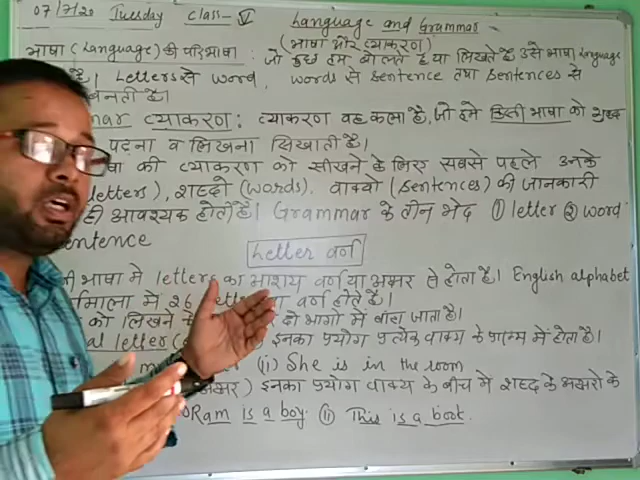 07/7/20 Tuesday Class - V Language and Grammar -
(भाषा और व्याकरण)
भाषा (Language) की परिभाषा : जो कुछ हम बोलते है या लिखते है उसे भाषा Language
है। Letters से word, words से sentence तथा sentences से
बनती है।
mar व्याकरण : व्याकरण वह कला है, जो हमे किसी भाषा को शुद्ध
पढ़ना व लिखना सिखाती है।
की व्याकरण को सीखने के लिए सबसे पहले उनके
letters), शब्दो (words), वाक्यो (sentences) की जानकारी
ही आवश्यक होती है। Grammar के तीन भेद ① letter ② word
entence
Letter वर्ण
भाषा मे letters का आशय वर्ण या अक्षर से होता है। English alphabet
माला मे 26 वर्ण होते है।
को लिखने दो भागो में बाँटा जाता है।
al letter इनका प्रयोग प्रत्येक वाक्य के प्रारम्भ में होता है।
(ii) She is in the room
अक्षर) इनका प्रयोग वाक्य के बीच में शब्द के अक्षरो के
Ram is a boy. (ii) This is a book.